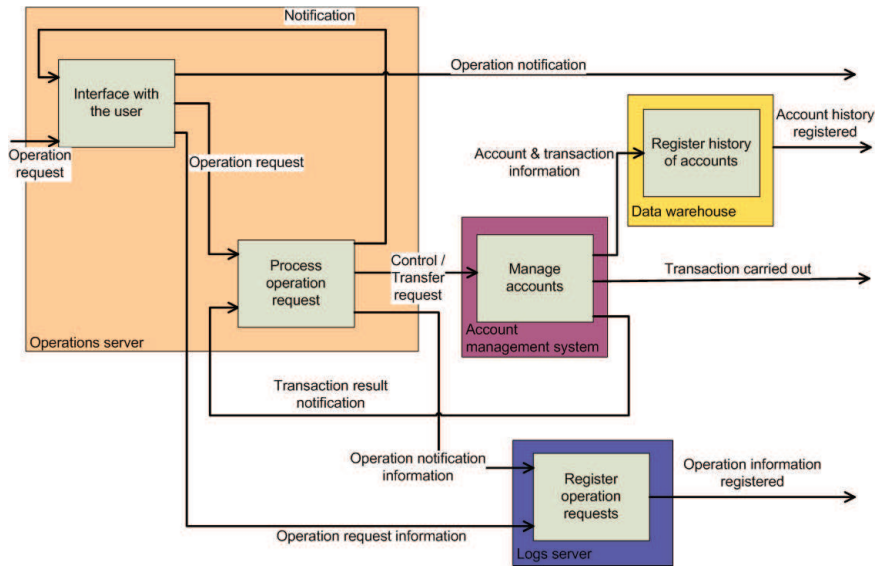 Notification
Interface with
the user
Operation notification
Operation
request
Operation request
Account history
registered
Register history
of accounts
Account & transaction
information
Data warehouse
Process
operation
request
Control /
Transfer
request
Manage
accounts
Transaction carried out
Operations server
Account
management system
Transaction result
notification
Operation notification
information
Register
operation
requests
Operation information
registered
Operation request information
Logs server